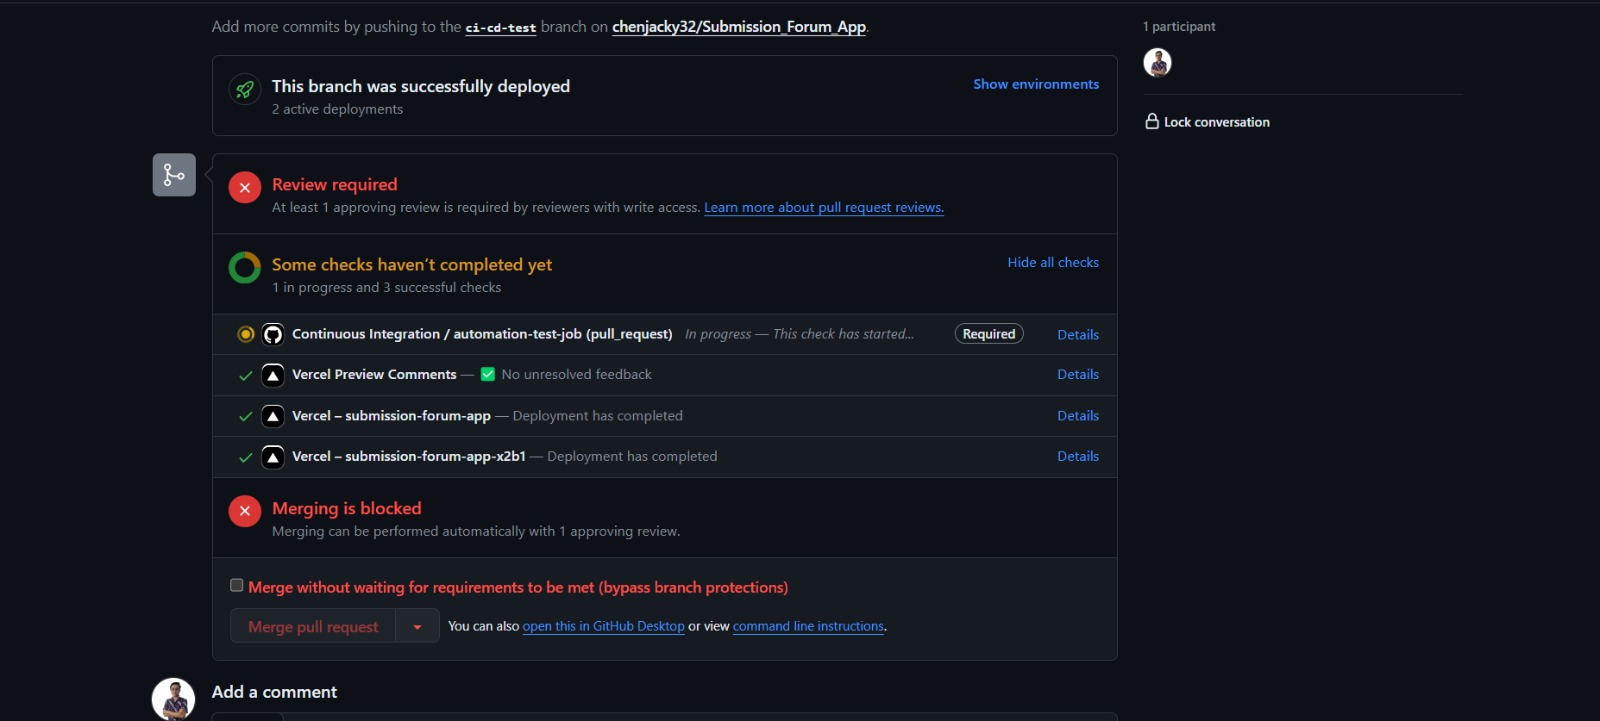 Add more commits by pushing to the ci-cd-test branch on chenjacky32/Submission_Forum_App.
1 participant
This branch was successfully deployed
2 active deployments
Show environments
Lock conversation
Review required
At least 1 approving review is required by reviewers with write access. Learn more about pull request reviews.
Some checks haven't completed yet
1 in progress and 3 successful checks
Hide all checks
Continuous Integration / automation-test-job (pull_request) In progress — This check has started... Required Details
Vercel Preview Comments — ✅ No unresolved feedback Details
Vercel – submission-forum-app — Deployment has completed Details
Vercel – submission-forum-app-x2b1 — Deployment has completed Details
Merging is blocked
Merging can be performed automatically with 1 approving review.
Merge without waiting for requirements to be met (bypass branch protections)
Merge pull request
You can also open this in GitHub Desktop or view command line instructions.
Add a comment